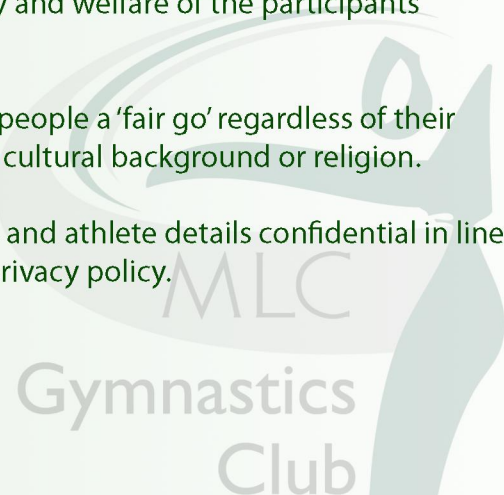 and welfare of the participants
people a ‘fair go’ regardless of their
cultural background or religion.
and athlete details confidential in line
rivacy policy.
MLC
Gymnastics
Club